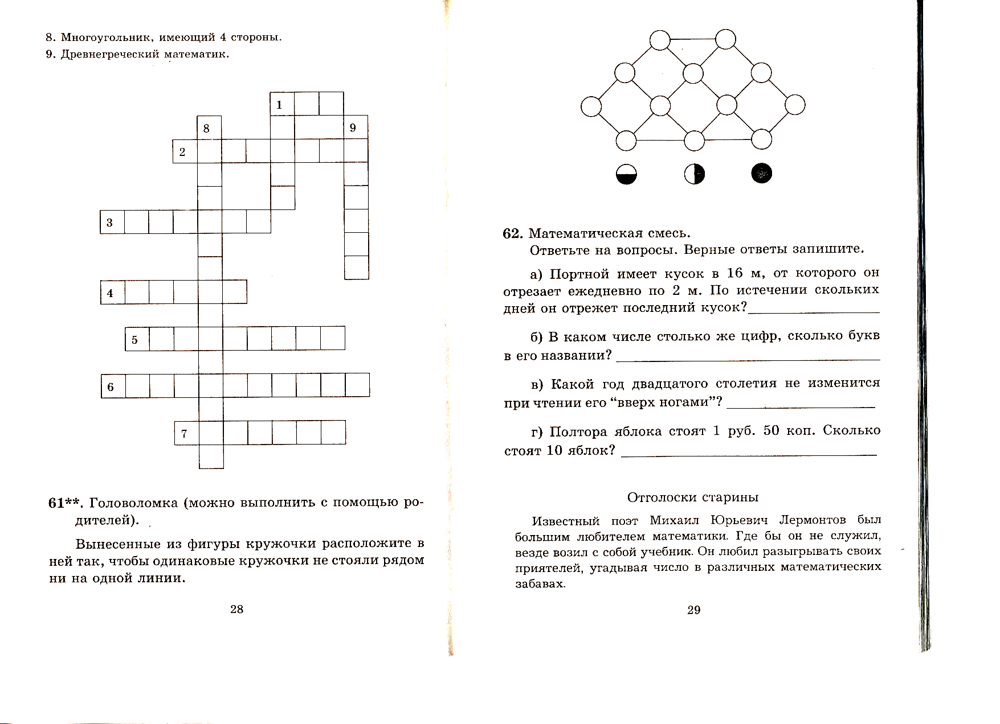 8. Многоугольник, имеющий 4 стороны.
9. Древнегреческий математик.
1
8
9
2
3
4
5
6
7
61**. Головоломка (можно выполнить с помощью ро-
дителей).
Вынесенные из фигуры кружочки расположите в
ней так, чтобы одинаковые кружочки не стояли рядом
ни на одной линии.
28
62. Математическая смесь.
Ответьте на вопросы. Верные ответы запишите.
а) Портной имеет кусок в 16 м, от которого он
отрезает ежедневно по 2 м. По истечении скольких
дней он отрежет последний кусок?
б) В каком числе столько же цифр, сколько букв
в его названии?
в) Какой год двадцатого столетия не изменится
при чтении его “вверх ногами”?
г) Полтора яблока стоят 1 руб. 50 коп. Сколько
стоят 10 яблок?
Отголоски старины
Известный поэт Михаил Юрьевич Лермонтов был
большим любителем математики. Где бы он не служил,
везде возил с собой учебник. Он любил разыгрывать своих
приятелей, угадывая число в различных математических
забавах.
29